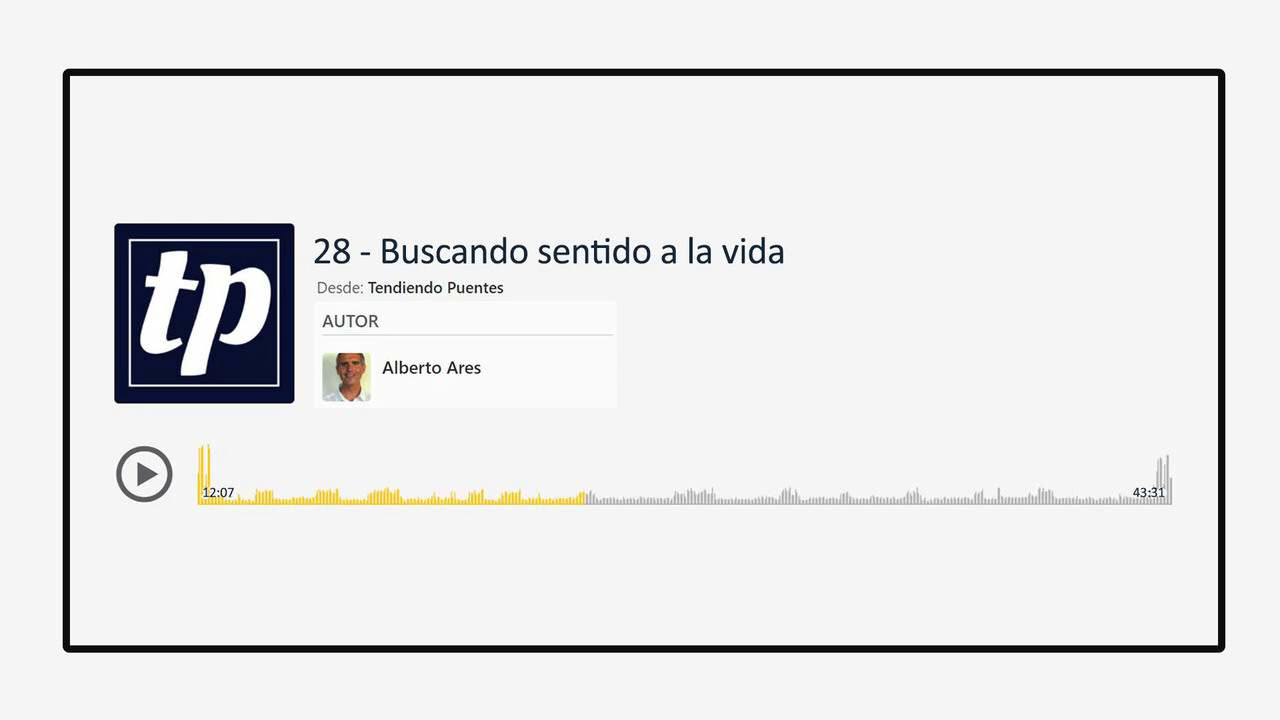 tp
28 - Buscando sentido a la vida
Desde: Tendiendo Puentes
AUTOR
Alberto Ares
12:07
43:31